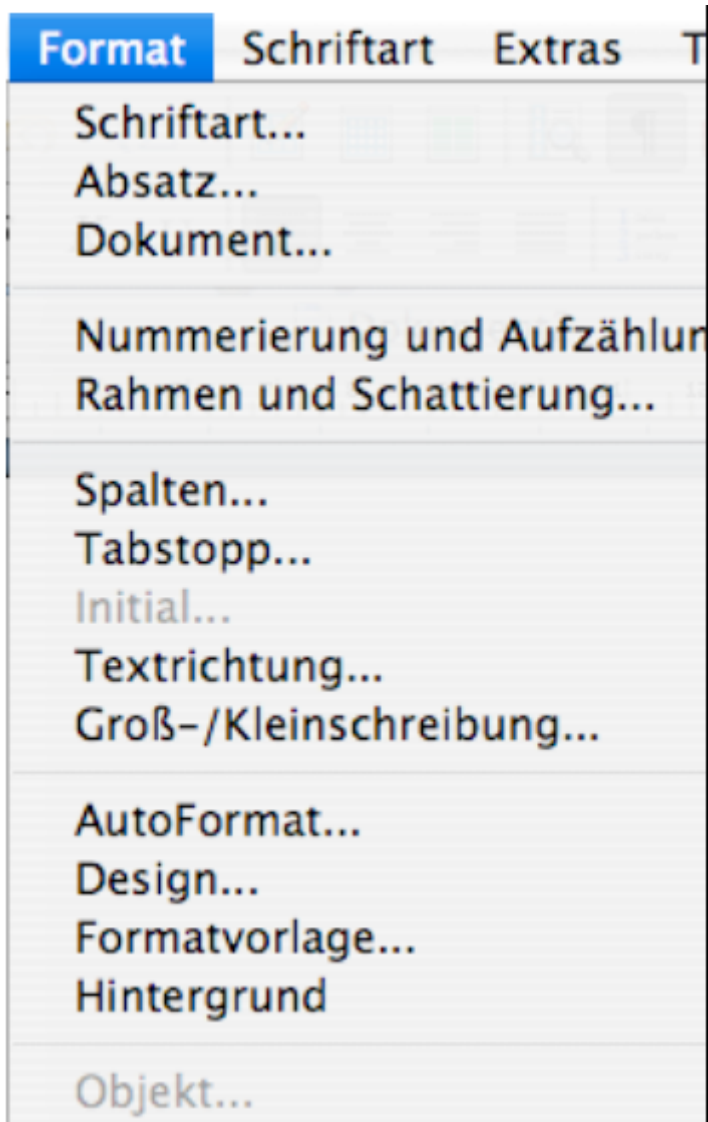 Format Schriftart Extras T
Schriftart...
Absatz...
Dokument...
Nummerierung und Aufzählun
Rahmen und Schattierung...
Spalten...
Tabstopp...
Initial...
Textrichtung...
Groß-/Kleinschreibung...
AutoFormat...
Design...
Formatvorlage...
Hintergrund
Objekt...